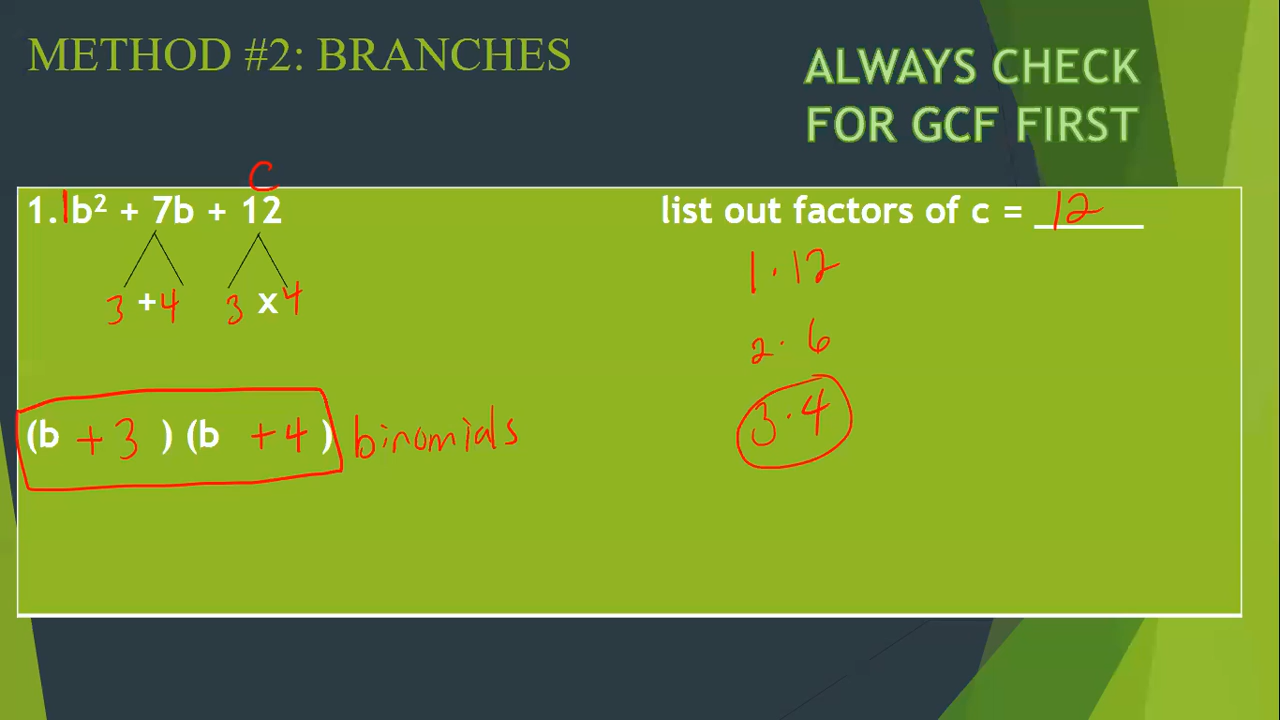 METHOD #2: BRANCHES
ALWAYS CHECK
FOR GCF FIRST
C
1. 1b² + 7b + 12
3 + 4 3 x 4
(b + 3 ) (b + 4 ) binomials
list out factors of c = 12
1 · 12
2 · 6
3 · 4